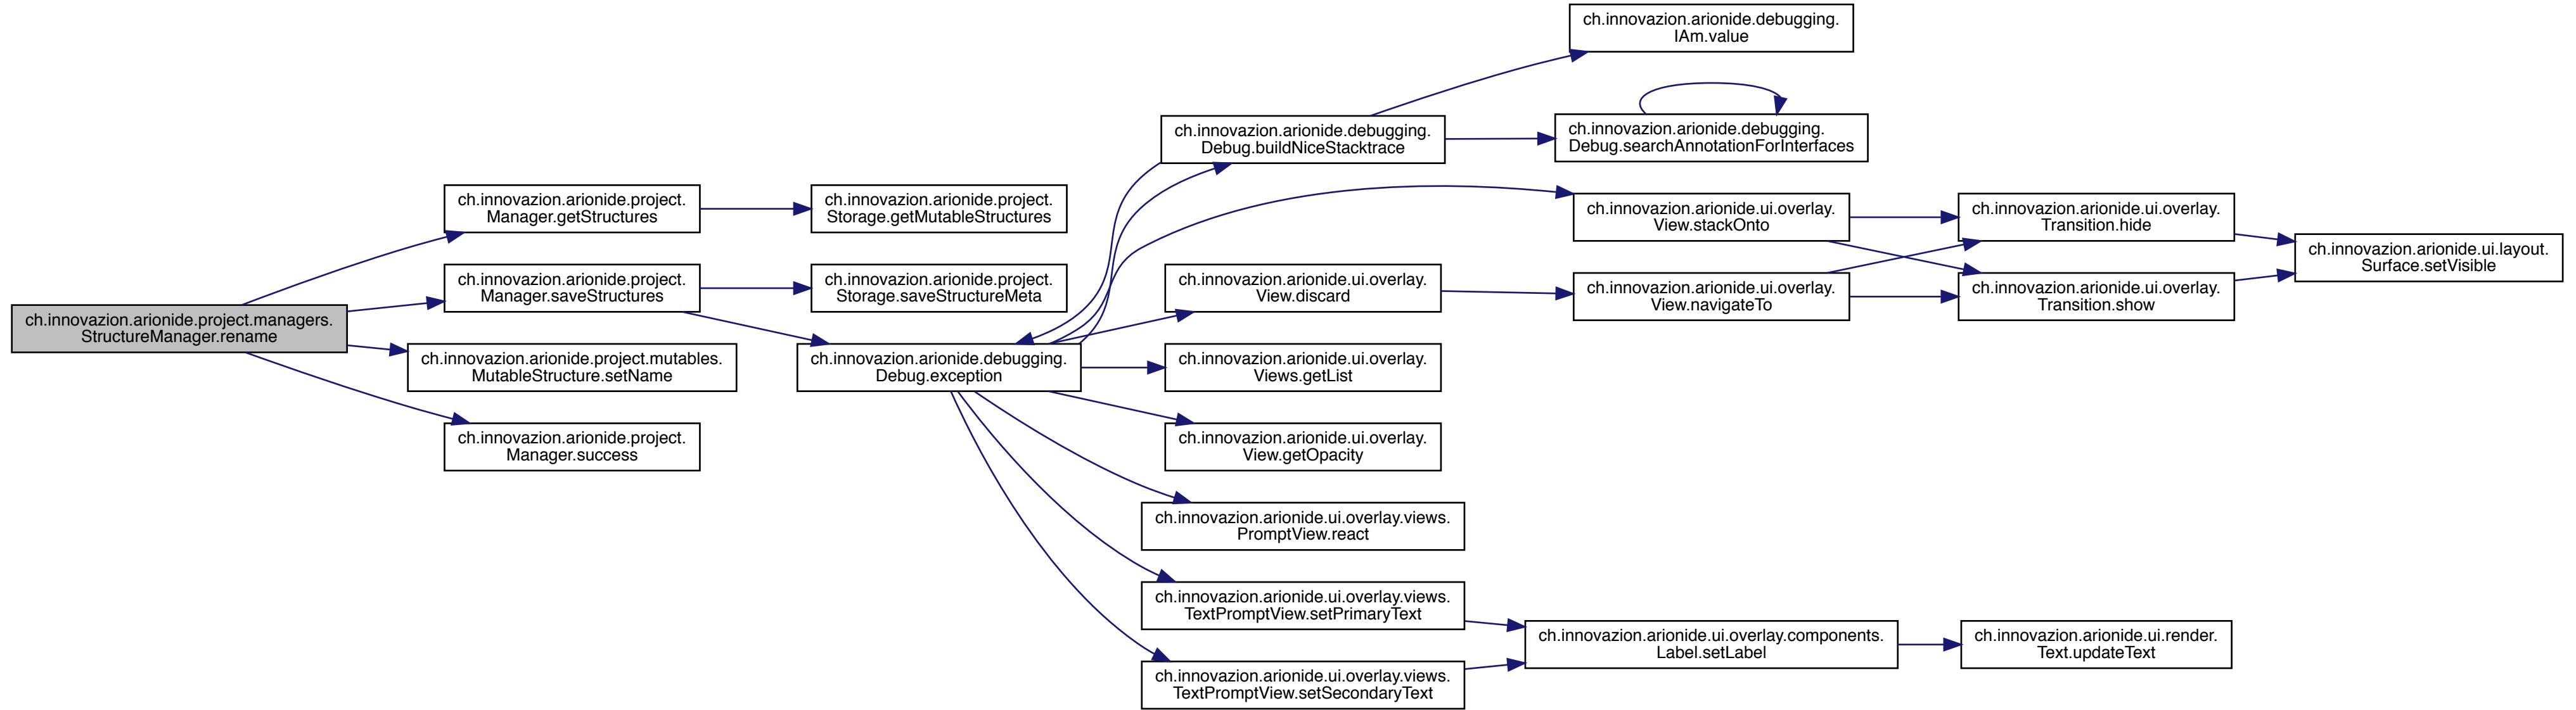 ch.innovazion.arionide.project.managers.
StructureManager.rename
ch.innovazion.arionide.project.
Manager.getStructures
ch.innovazion.arionide.project.
Storage.getMutableStructures
ch.innovazion.arionide.project.
Manager.saveStructures
ch.innovazion.arionide.project.
Storage.saveStructureMeta
ch.innovazion.arionide.project.mutables.
MutableStructure.setName
ch.innovazion.arionide.project.
Manager.success
ch.innovazion.arionide.debugging.
Debug.exception
ch.innovazion.arionide.debugging.
Debug.buildNiceStacktrace
ch.innovazion.arionide.debugging.
IAm.value
ch.innovazion.arionide.debugging.
Debug.searchAnnotationForInterfaces
ch.innovazion.arionide.ui.overlay.
View.stackOnto
ch.innovazion.arionide.ui.overlay.
View.discard
ch.innovazion.arionide.ui.overlay.
View.navigateTo
ch.innovazion.arionide.ui.overlay.
Transition.hide
ch.innovazion.arionide.ui.overlay.
Transition.show
ch.innovazion.arionide.ui.layout.
Surface.setVisible
ch.innovazion.arionide.ui.overlay.
Views.getList
ch.innovazion.arionide.ui.overlay.
View.getOpacity
ch.innovazion.arionide.ui.overlay.views.
PromptView.react
ch.innovazion.arionide.ui.overlay.views.
TextPromptView.setPrimaryText
ch.innovazion.arionide.ui.overlay.views.
TextPromptView.setSecondaryText
ch.innovazion.arionide.ui.overlay.components.
Label.setLabel
ch.innovazion.arionide.ui.render.
Text.updateText